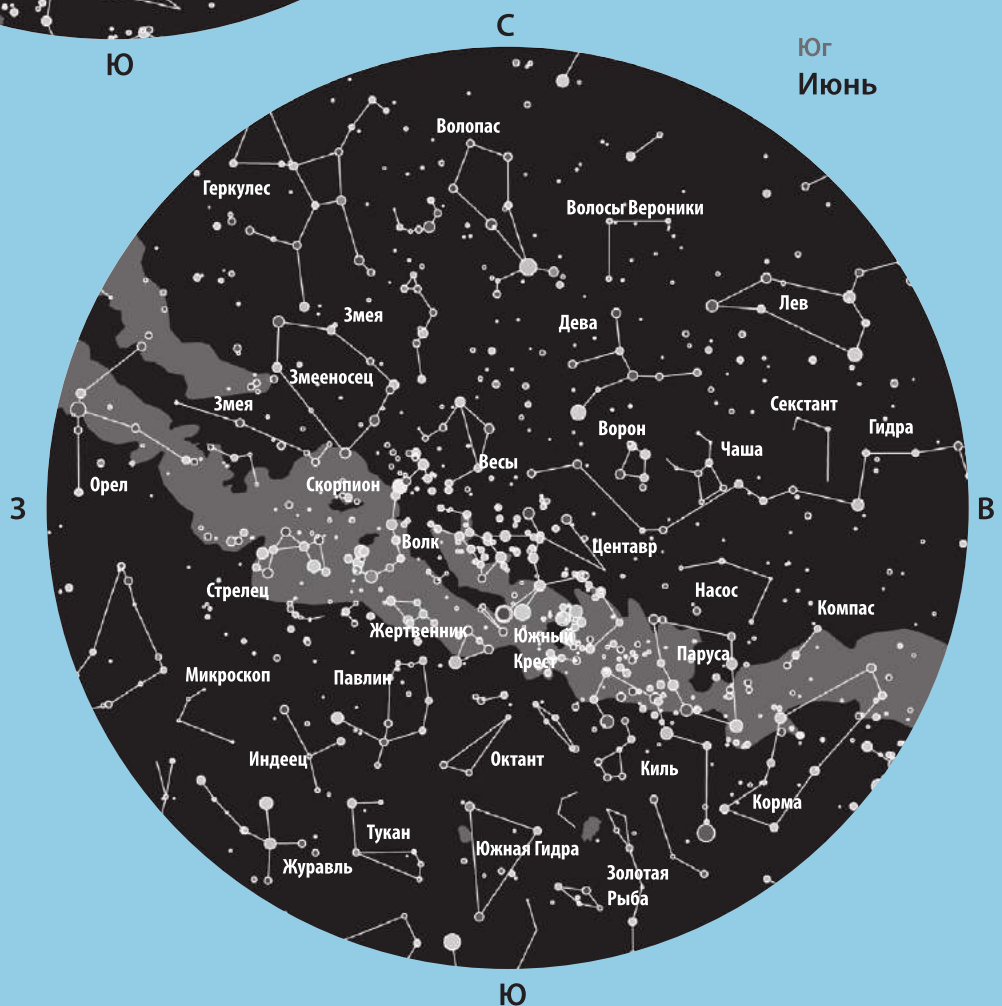 Ю
С
Юг
Июнь
Волопас
Геркулес
Волосы Вероники
Лев
Змея
Дева
Змееносец
Змея
Секстант
Ворон
Гидра
Чаша
Весы
Орел
Скорпион
З
В
Волк
Центавр
Стрелец
Насос
Компас
Жертвенник
Южный
Крест
Паруса
Микроскоп
Павлин
Индеец
Октант
Киль
Корма
Тукан
Южная Гидра
Журавль
Золотая
Рыба
Ю